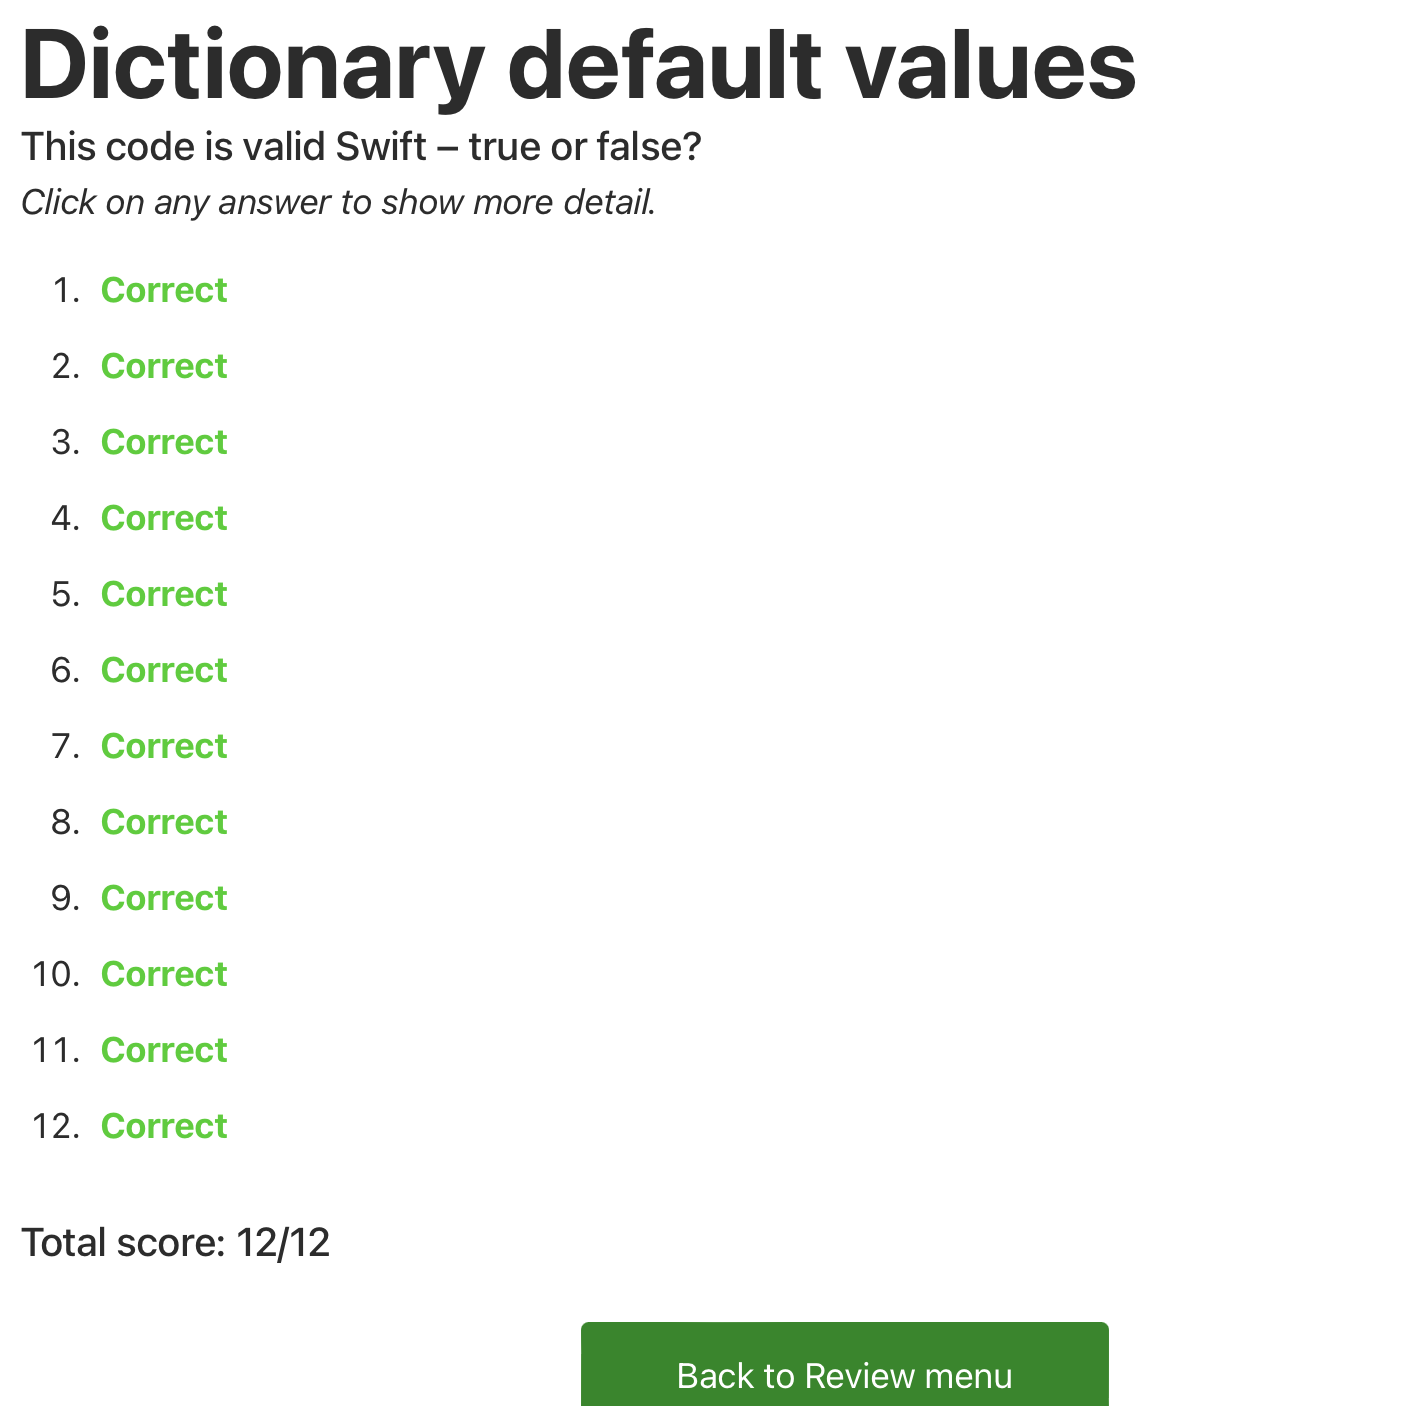 Dictionary default values
This code is valid Swift – true or false?
Click on any answer to show more detail.
1. Correct
2. Correct
3. Correct
4. Correct
5. Correct
6. Correct
7. Correct
8. Correct
9. Correct
10. Correct
11. Correct
12. Correct
Total score: 12/12
Back to Review menu